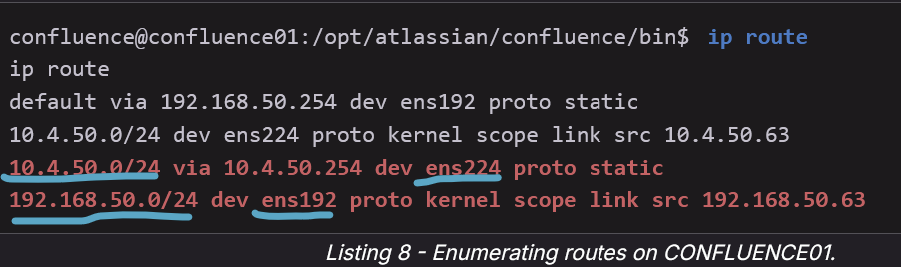 confluence@confluence01:/opt/atlassian/confluence/bin$ ip route
ip route
default via 192.168.50.254 dev ens192 proto static
10.4.50.0/24 dev ens224 proto kernel scope link src 10.4.50.63
10.4.50.0/24 via 10.4.50.254 dev ens224 proto static
192.168.50.0/24 dev ens192 proto kernel scope link src 192.168.50.63
Listing 8 - Enumerating routes on CONFLUENCE01.